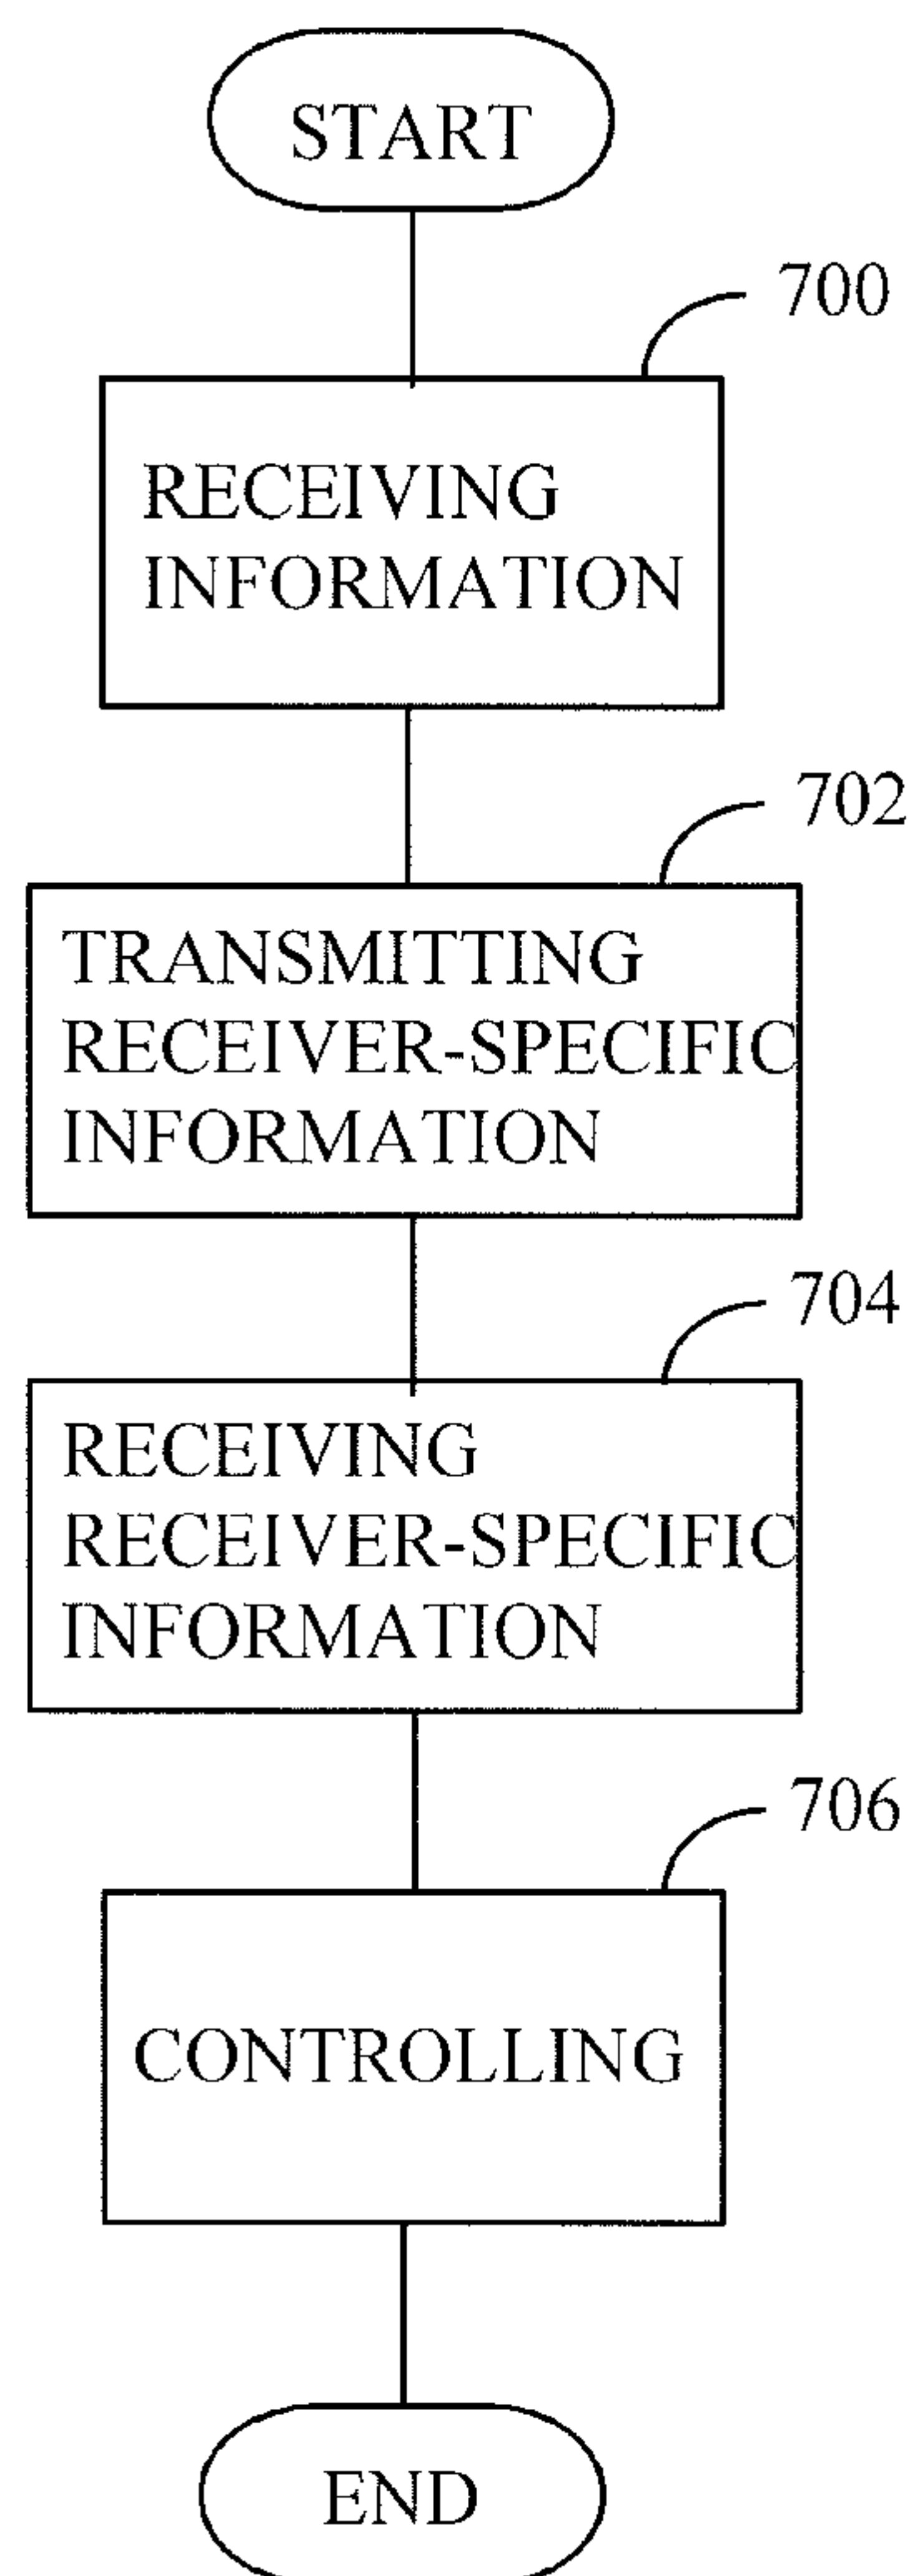 START
700
RECEIVING
INFORMATION
702
TRANSMITTING
RECEIVER-SPECIFIC
INFORMATION
704
RECEIVING
RECEIVER-SPECIFIC
INFORMATION
706
CONTROLLING
END